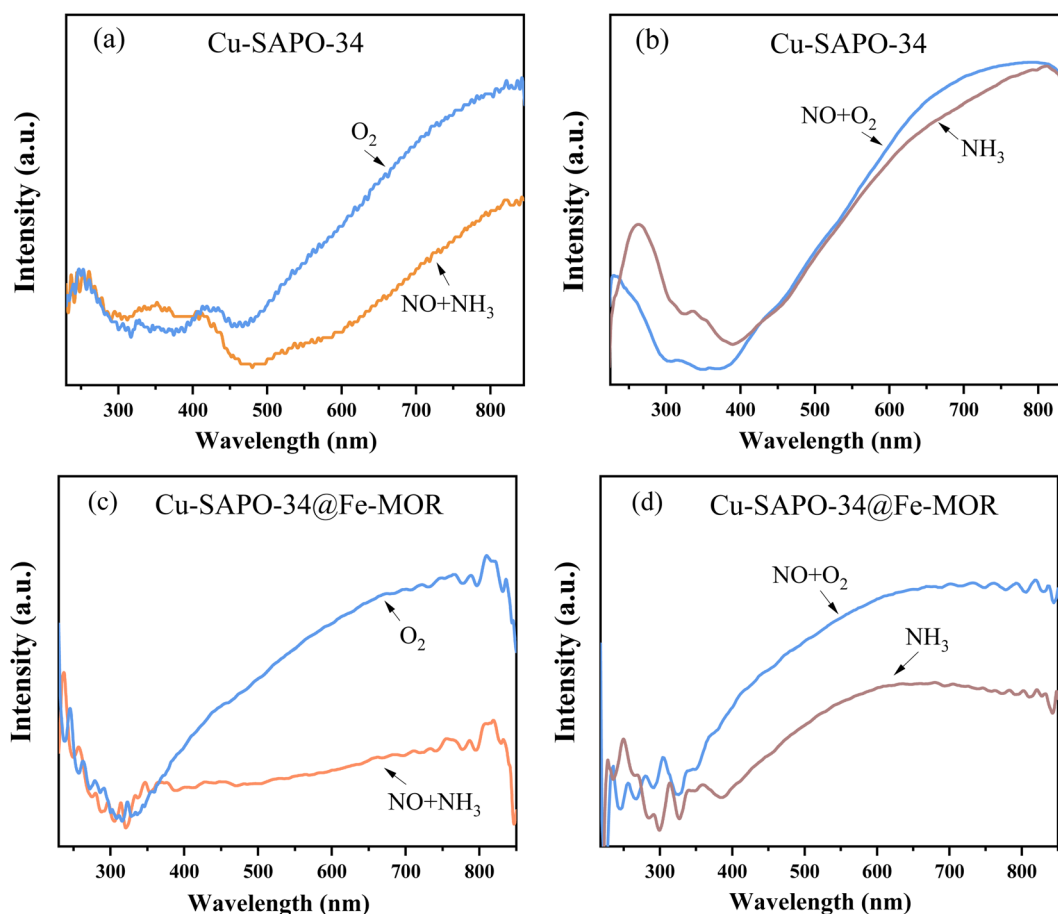 (a)
Cu-SAPO-34
O₂
NO+NH₃
Intensity (a.u.)
300 400 500 600 700 800
Wavelength (nm)
(b)
Cu-SAPO-34
NO+O₂
NH₃
Intensity (a.u.)
300 400 500 600 700 800
Wavelength (nm)
(c)
Cu-SAPO-34@Fe-MOR
O₂
NO+NH₃
Intensity (a.u.)
300 400 500 600 700 800
Wavelength (nm)
(d)
Cu-SAPO-34@Fe-MOR
NO+O₂
NH₃
Intensity (a.u.)
300 400 500 600 700 800
Wavelength (nm)